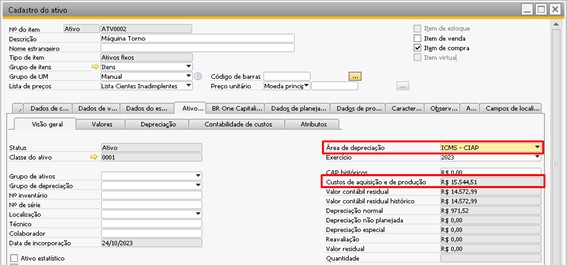 Cadastro do ativo
Nº do item Ativo ATV0002 Item de estoque
Descrição Máquina Torno Item de venda
Nome estrangeiro Item de compra
Tipo de item Ativos fixos Item virtual
Grupo de itens Itens
Grupo de UM Manual Código de barras ...
Lista de preços Lista Cientes Inadimplentes Preço unitário Moeda princip ...
Dados de c... Dados de v... Dados do es... Ativo... BR One Capitali... Dados de planeja... Dados de pro... Caracter... Observ... A... Campos de locali...
Visão geral Valores Depreciação Contabilidade de custos Atributos
Status Ativo Área de depreciação ICMS - CIAP
Classe do ativo 0001 Exercício 2023
CAP históricos R$ 0,00
Grupo de ativos Custos de aquisição e de produção R$ 15.544,51
Grupo de depreciação Valor contábil residual R$ 14.572,99
Nº inventário Valor contábil residual histórico R$ 14.572,99
Nº de série Depreciação normal R$ 971,52
Localização Depreciação não planejada R$ 0,00
Técnico Depreciação especial R$ 0,00
Colaborador Reavaliação R$ 0,00
Data de incorporação 24/10/2023 Valor residual R$ 0,00
Quantidade
Ativo estatístico